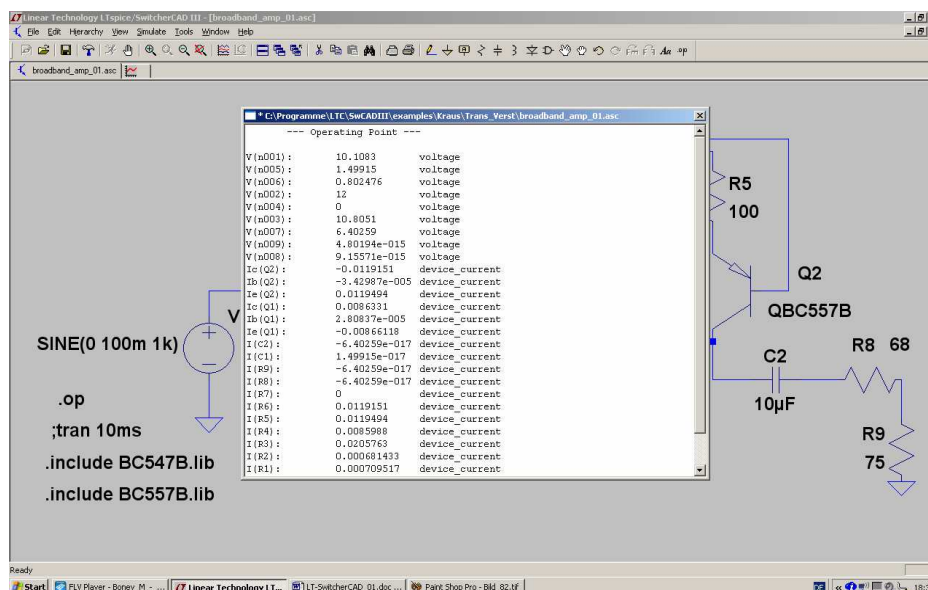 Linear Technology LTspice/SwitcherCAD III - [broadband_amp_01.asc]
File Edit Hierarchy View Simulate Tools Window Help
broadband_amp_01.asc
* C:\Programme\LTC\SwCADIII\examples\Kraus\Trans_Verst\broadband_amp_01.asc
--- Operating Point ---
V(n001): 10.1083 voltage
V(n005): 1.49915 voltage
V(n006): 0.802476 voltage
V(n002): 12 voltage
V(n004): 0 voltage
V(n003): 10.8051 voltage
V(n007): 6.40259 voltage
V(n009): 4.80194e-015 voltage
V(n008): 9.15571e-015 voltage
Ic(Q2): -0.0119151 device_current
Ib(Q2): -3.42987e-005 device_current
Ie(Q2): 0.0119494 device_current
Ic(Q1): 0.0086331 device_current
Ib(Q1): 2.80837e-005 device_current
Ie(Q1): -0.00866118 device_current
I(C2): -6.40259e-017 device_current
I(C1): 1.49915e-017 device_current
I(R9): -6.40259e-017 device_current
I(R8): -6.40259e-017 device_current
I(R7): 0 device_current
I(R6): 0.0119151 device_current
I(R5): 0.0119494 device_current
I(R4): 0.0085988 device_current
I(R3): 0.0205763 device_current
I(R2): 0.000681433 device_current
I(R1): 0.000709517 device_current
V
SINE(0 100m 1k)
.op
;tran 10ms
.include BC547B.lib
.include BC557B.lib
R5
100
Q2
QBC557B
C2
10µF
R8 68
R9
75
Ready
Start
FLV Player - Boney M - ...
Linear Technology LT...
LT-SwitcherCAD_01.doc ...
Paint Shop Pro - Bild_82.tif